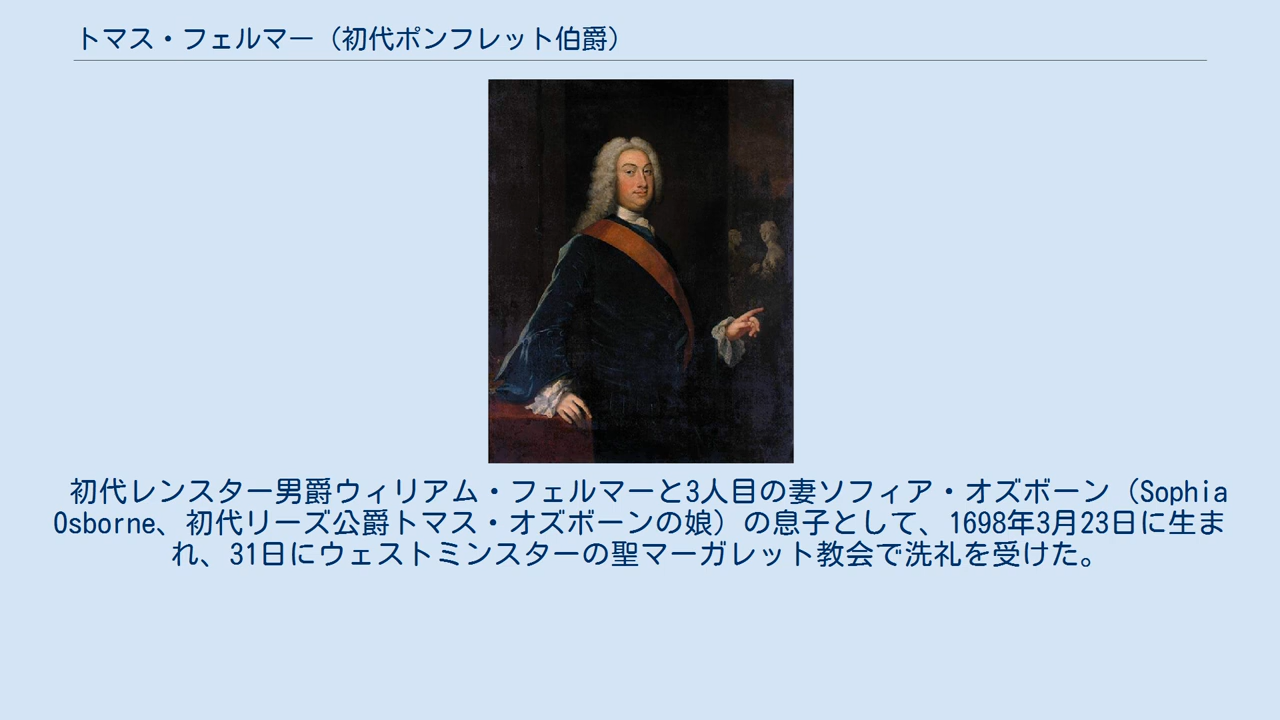 トマス・フェルマー（初代ポンフレット伯爵）
初代レンスター男爵ウィリアム・フェルマーと3人目の妻ソフィア・オズボーン（Sophia
Osborne、初代リーズ公爵トマス・オズボーンの娘）の息子として、1698年3月23日に生ま
れ、31日にウェストミンスターの聖マーガレット教会で洗礼を受けた。